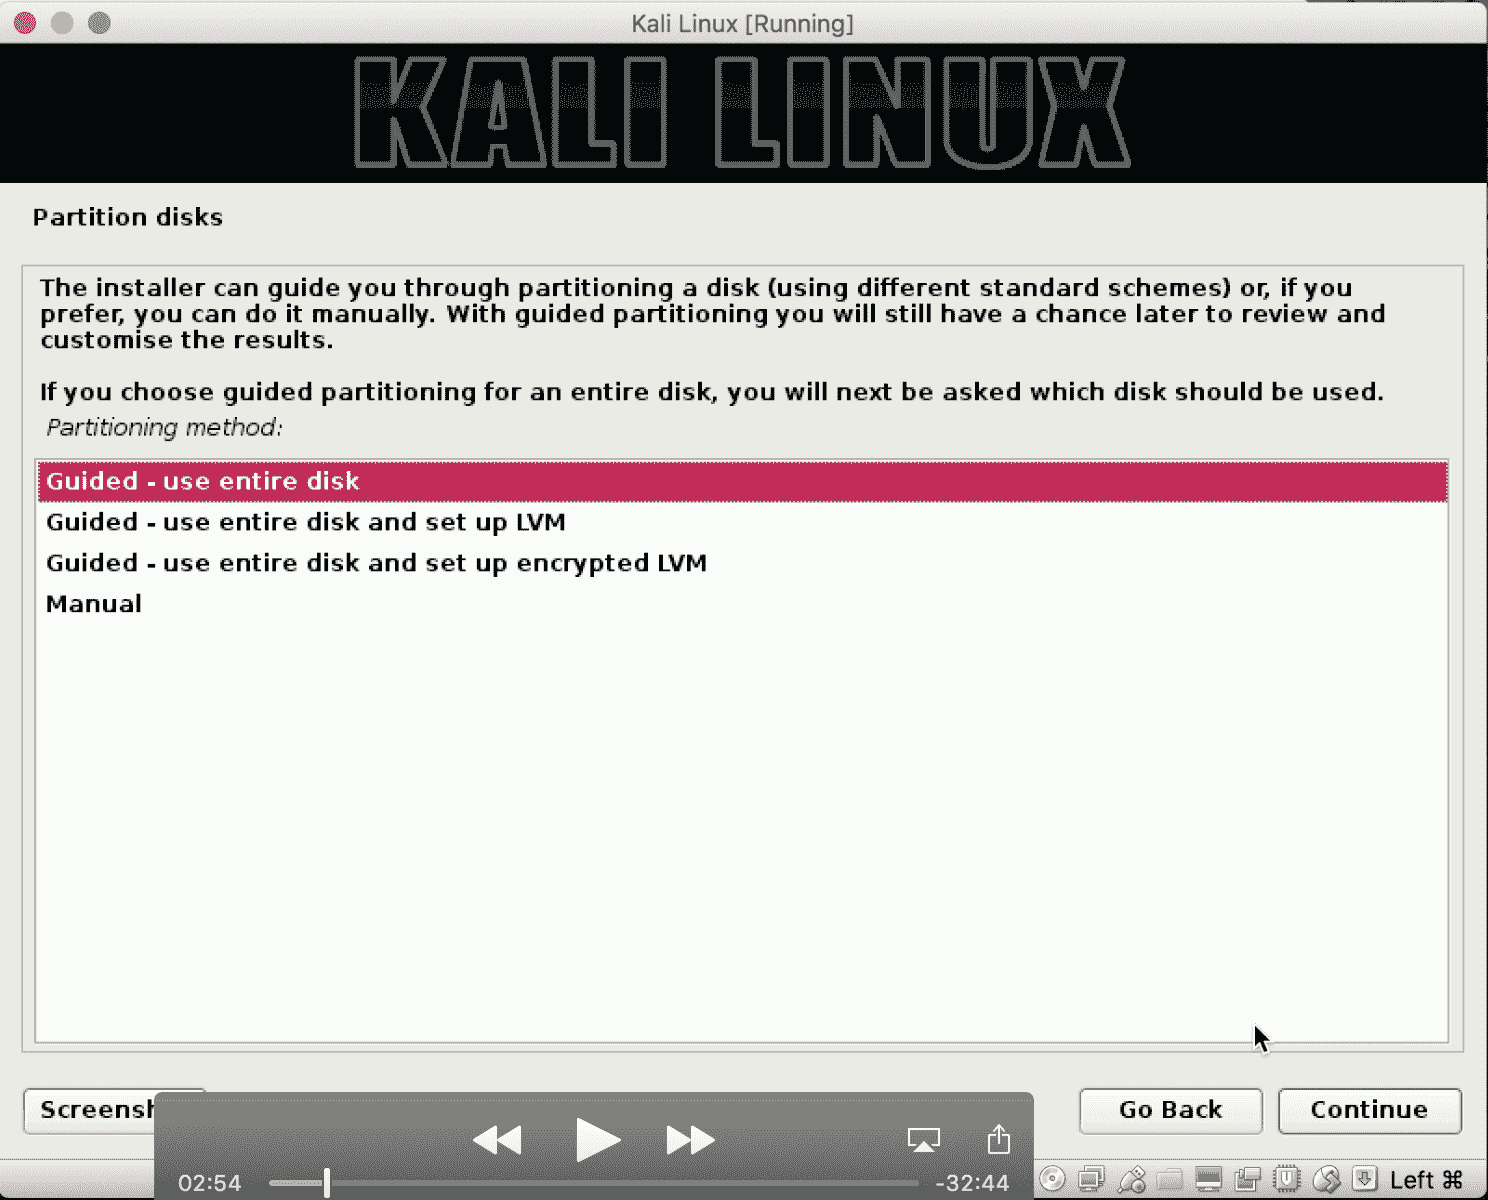 Kali Linux [Running]
KALI LINUX
Partition disks
The installer can guide you through partitioning a disk (using different standard schemes) or, if you
prefer, you can do it manually. With guided partitioning you will still have a chance later to review and
customise the results.
If you choose guided partitioning for an entire disk, you will next be asked which disk should be used.
Partitioning method:
Guided - use entire disk
Guided - use entire disk and set up LVM
Guided - use entire disk and set up encrypted LVM
Manual
Go Back
Continue
02:54
-32:44
Left ⌘